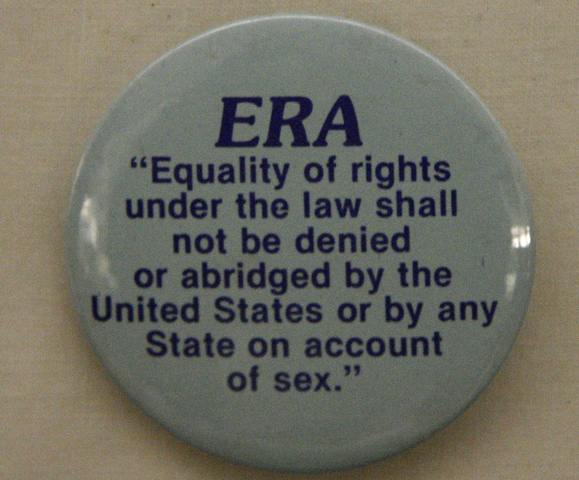 ERA
“Equality of rights
under the law shall
not be denied
or abridged by the
United States or by any
State on account
of sex.”